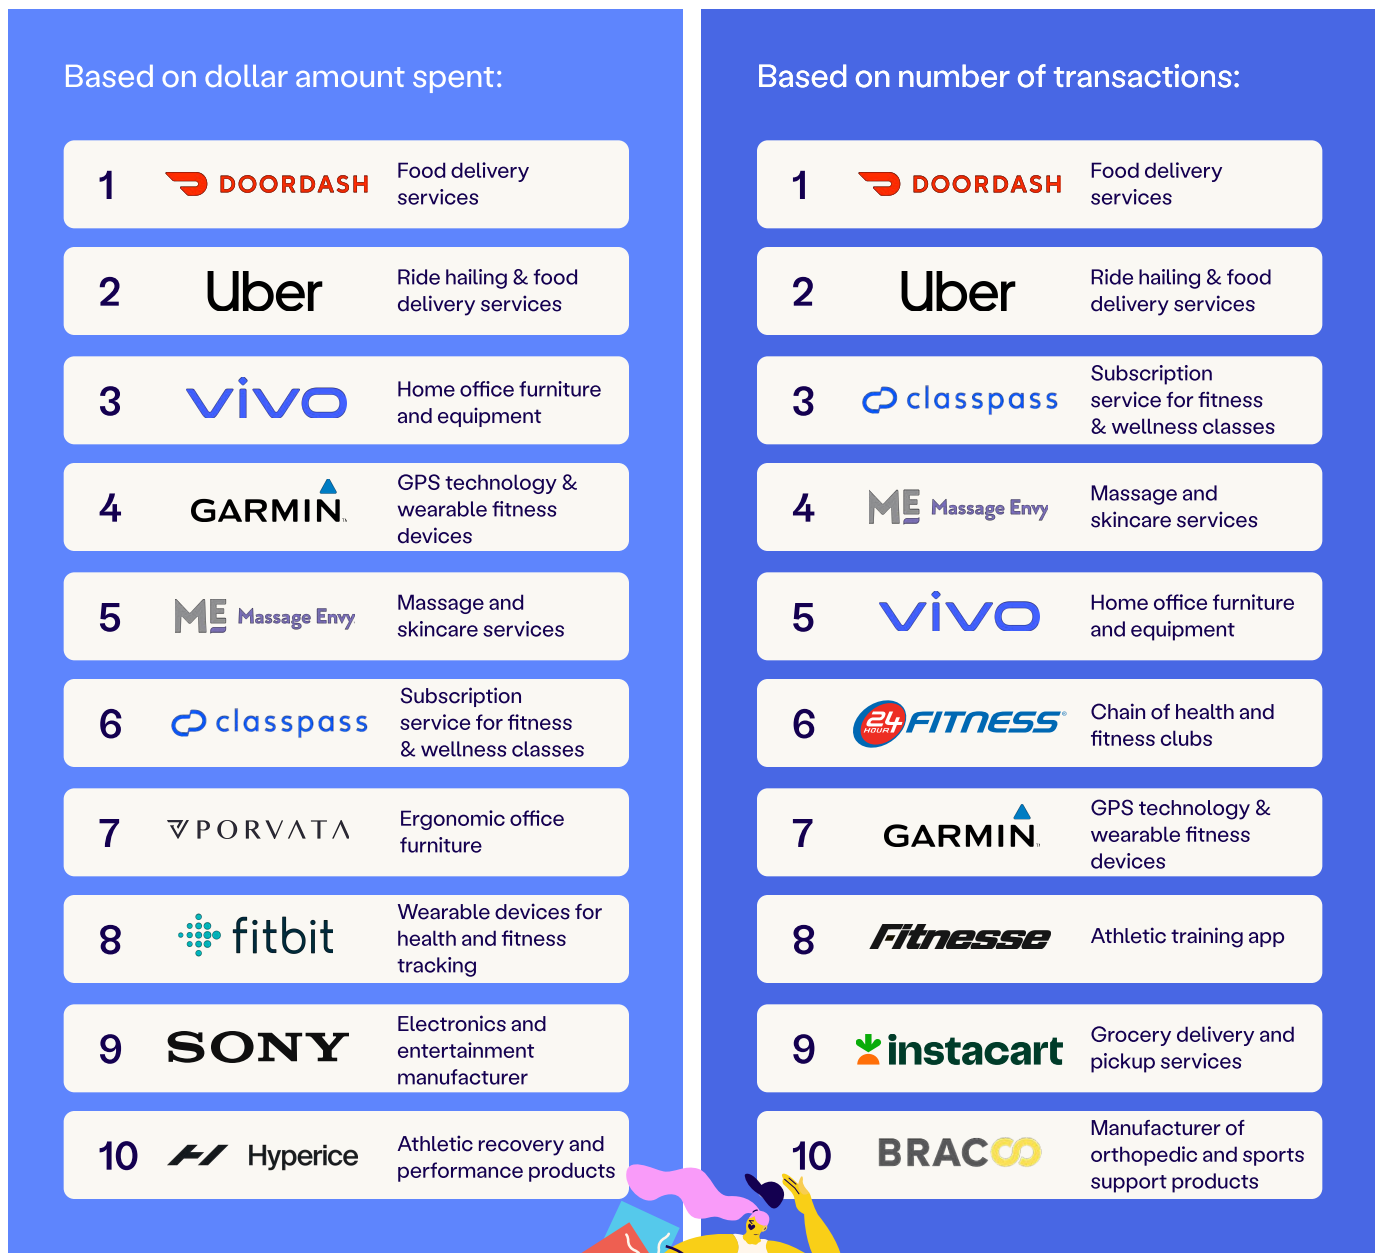 Based on dollar amount spent:
1
DOORDASH
Food delivery
services
2
Uber
Ride hailing & food
delivery services
3
vivo
Home office furniture
and equipment
4
GARMIN
GPS technology &
wearable fitness
devices
5
ME Massage Envy
Massage and
skincare services
6
classpass
Subscription
service for fitness
& wellness classes
7
PORVATA
Ergonomic office
furniture
8
fitbit
Wearable devices for
health and fitness
tracking
9
SONY
Electronics and
entertainment
manufacturer
10
Hyperice
Athletic recovery and
performance products
Based on number of transactions:
1
DOORDASH
Food delivery
services
2
Uber
Ride hailing & food
delivery services
3
classpass
Subscription
service for fitness
& wellness classes
4
ME Massage Envy
Massage and
skincare services
5
vivo
Home office furniture
and equipment
6
24 HOUR FITNESS®
Chain of health and
fitness clubs
7
GARMIN
GPS technology &
wearable fitness
devices
8
Fitnesse
Athletic training app
9
instacart
Grocery delivery and
pickup services
10
BRACOO
Manufacturer of
orthopedic and sports
support products